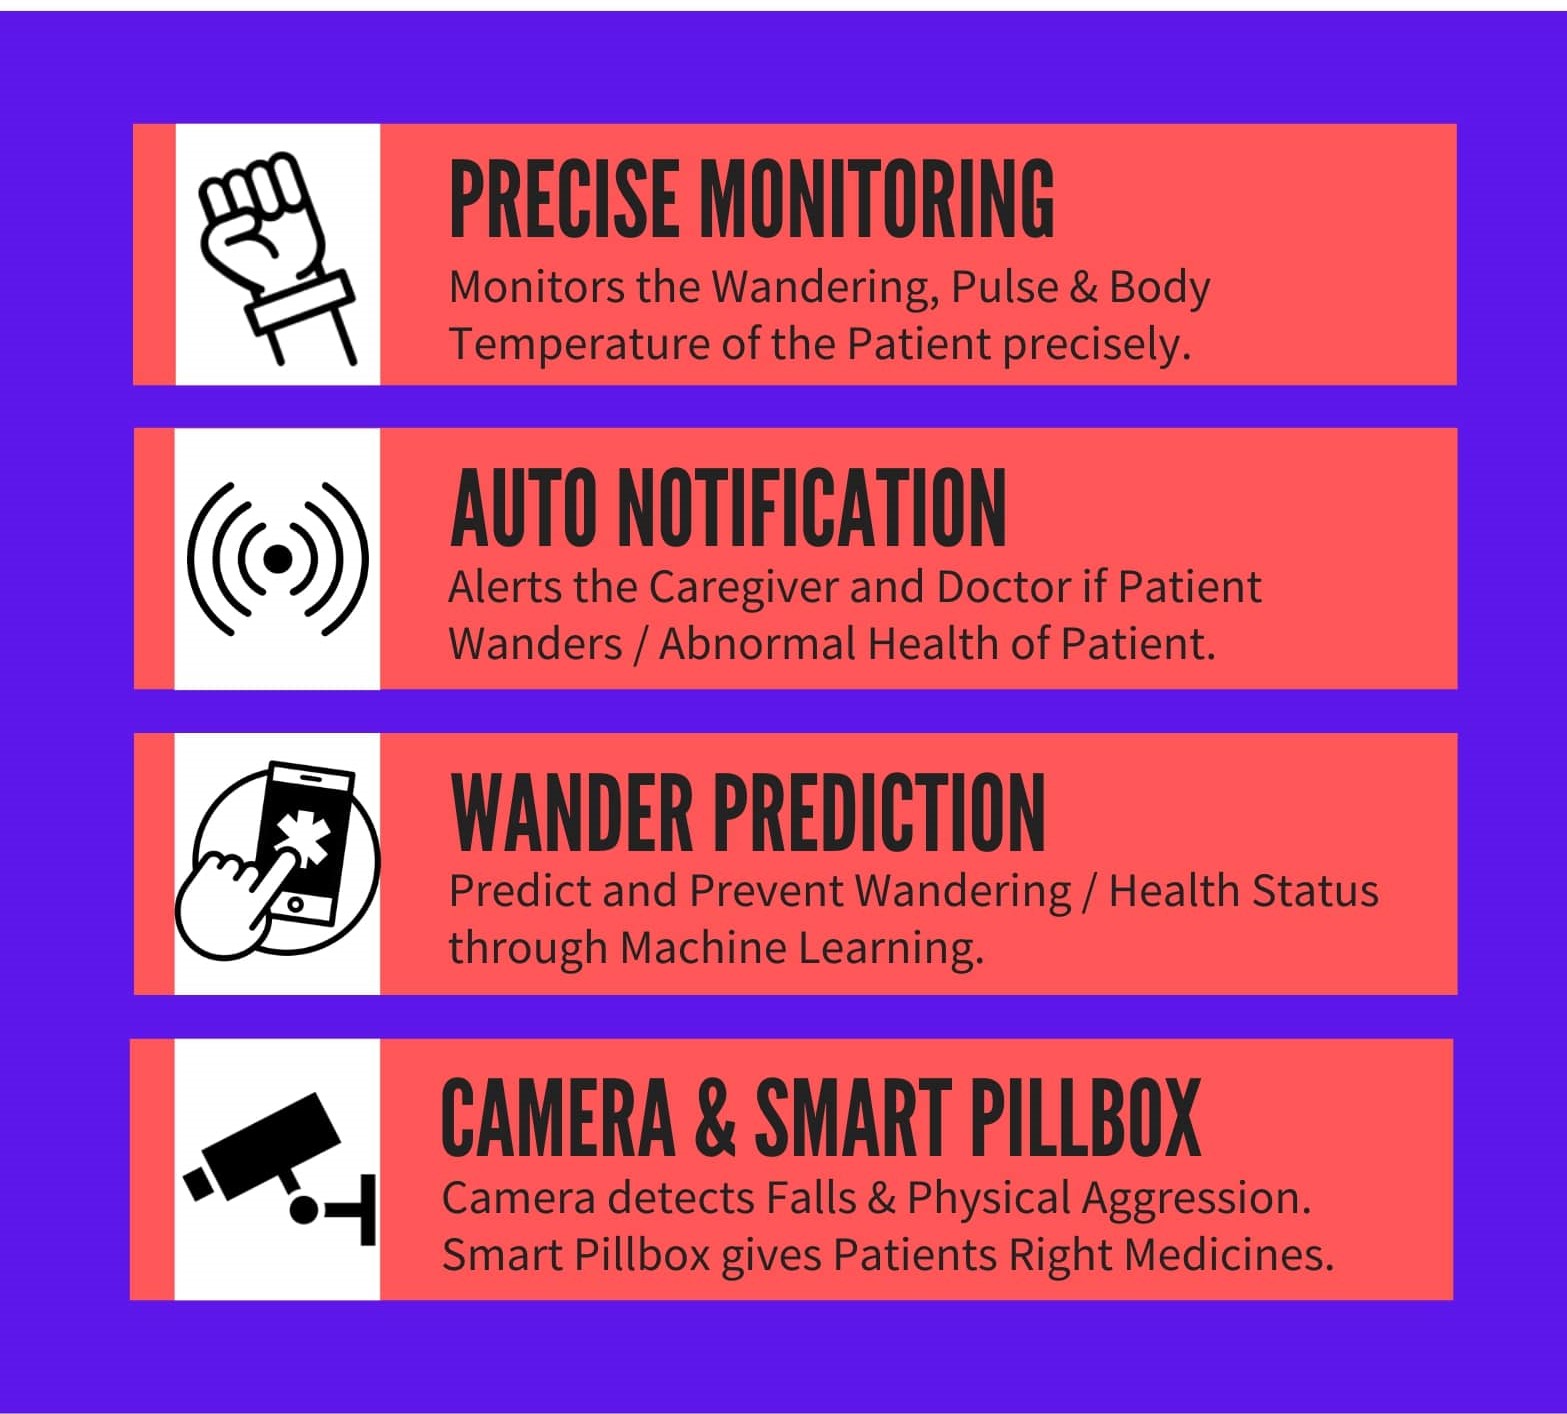 PRECISE MONITORING
Monitors the Wandering, Pulse & Body
Temperature of the Patient precisely.
AUTO NOTIFICATION
Alerts the Caregiver and Doctor if Patient
Wanders / Abnormal Health of Patient.
WANDER PREDICTION
Predict and Prevent Wandering / Health Status
through Machine Learning.
CAMERA & SMART PILLBOX
Camera detects Falls & Physical Aggression.
Smart Pillbox gives Patients Right Medicines.